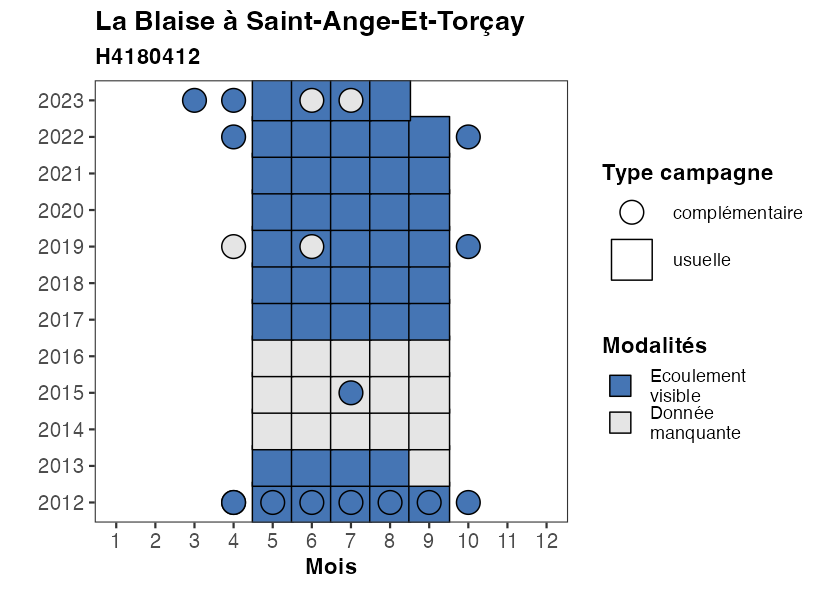 La Blaise à Saint-Ange-Et-Torçay
H4180412
2023
2022
2021
2020
2019
2018
2017
2016
2015
2014
2013
2012
1 2 3 4 5 6 7 8 9 10 11 12
Mois
Type campagne
complémentaire
usuelle
Modalités
Ecoulement
visible
Donnée
manquante